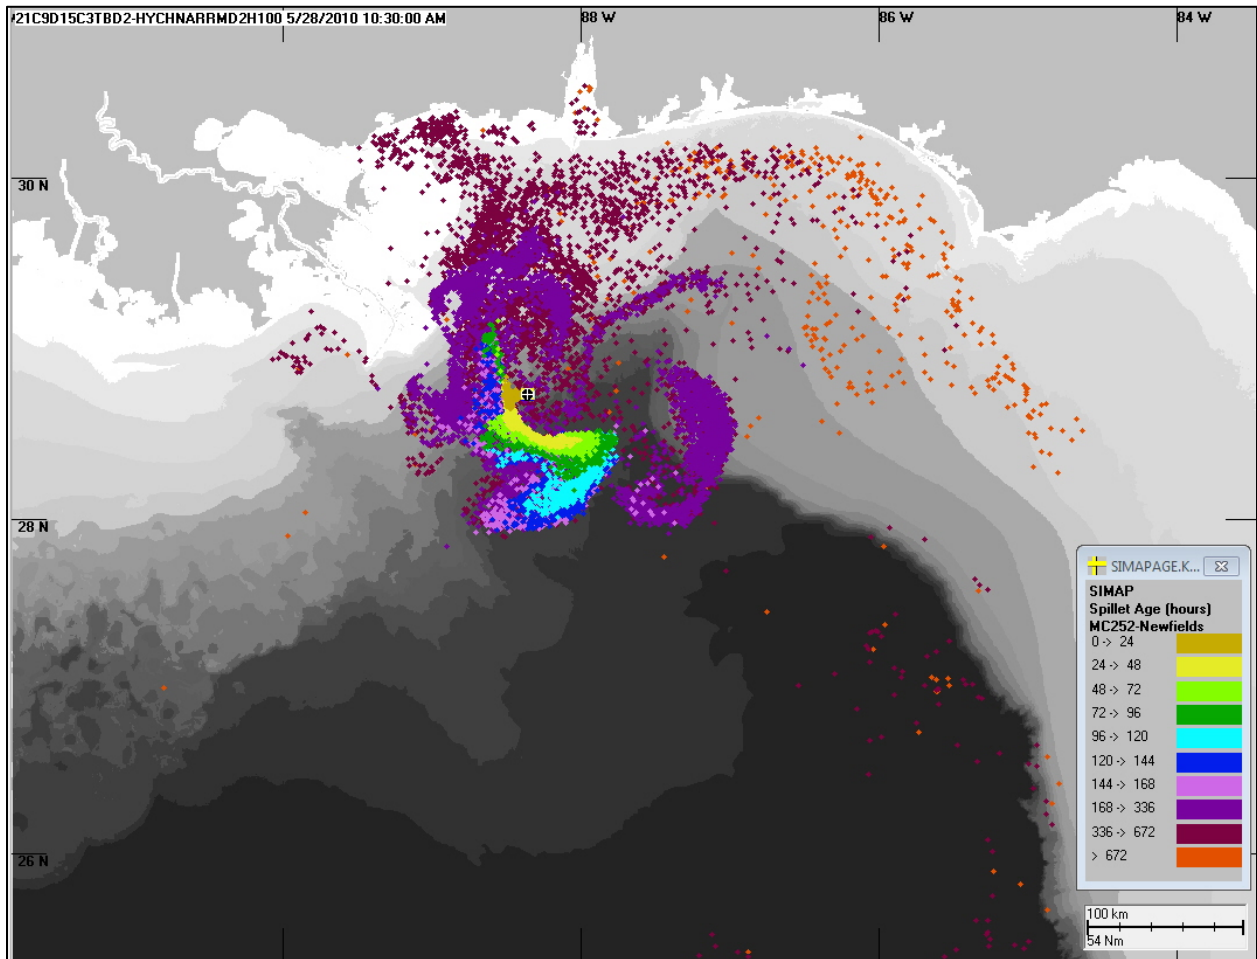 /21C9D15C3TBD2-HYCHNARRMD2H100 5/28/2010 10:30:00 AM
88 W
86 W
84 W
30 N
28 N
26 N
SIMAPAGE.K...
SIMAP
Spillet Age (hours)
MC252-Newfields
0 -> 24
24 -> 48
48 -> 72
72 -> 96
96 -> 120
120 -> 144
144 -> 168
168 -> 336
336 -> 672
> 672
100 km
54 Nm